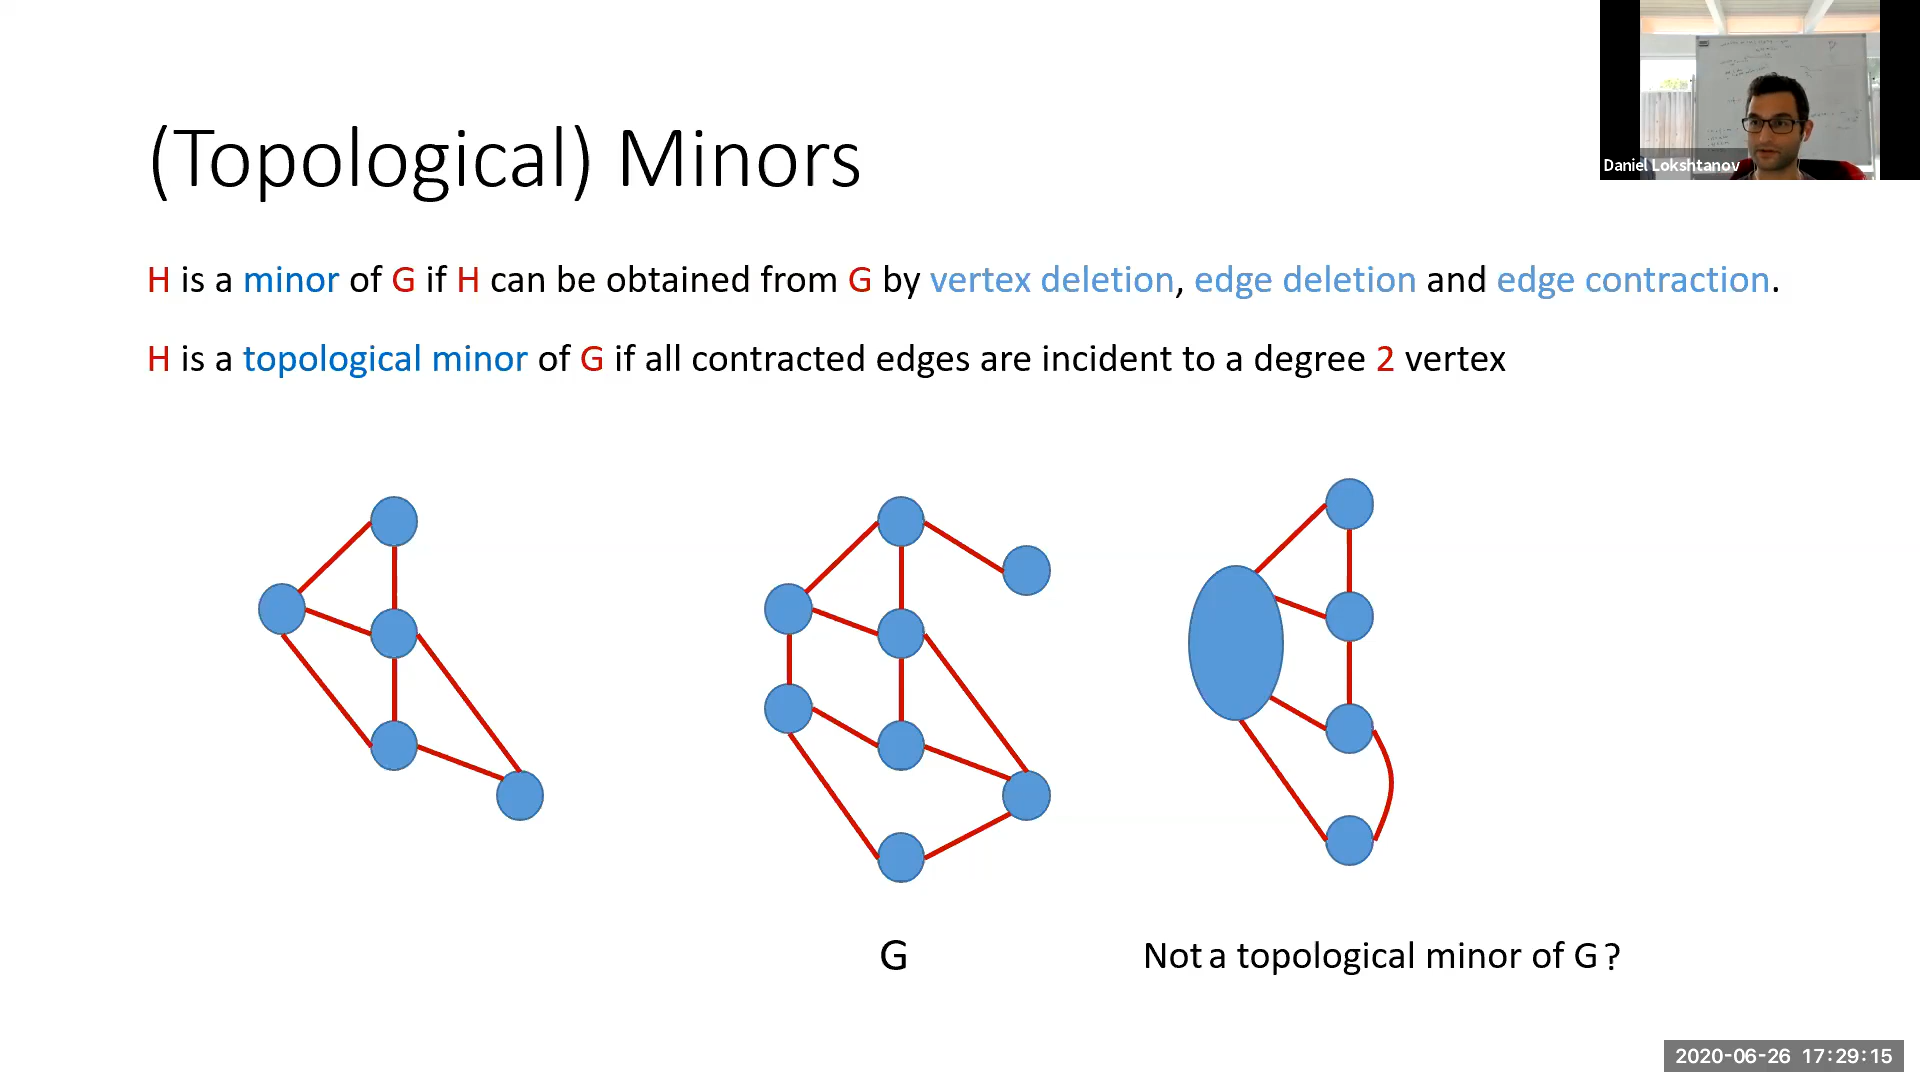 (Topological) Minors
Daniel Lokshtanov
H is a minor of G if H can be obtained from G by vertex deletion, edge deletion and edge contraction.
H is a topological minor of G if all contracted edges are incident to a degree 2 vertex
G
Not a topological minor of G ?
2020-06-26 17:29:15